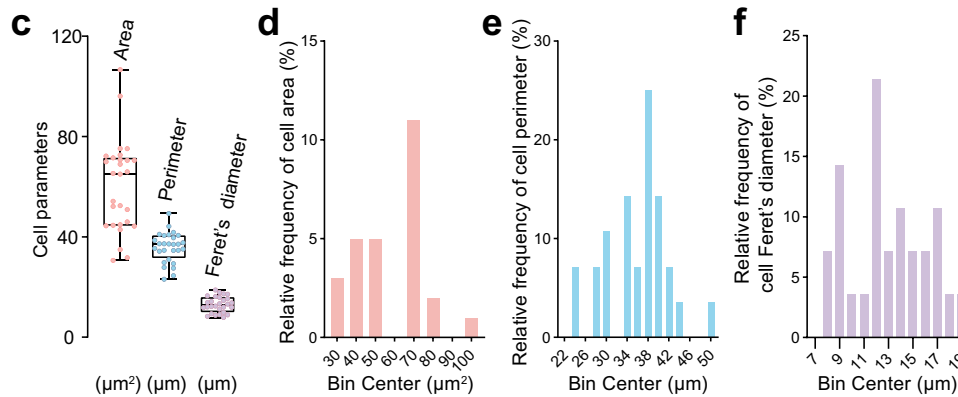 c
120
80
40
0
Cell parameters
Area
Perimeter
Feret's diameter
(µm²) (µm) (µm)
d
Relative frequency of cell area (%)
15
10
5
0
30 40 50 60 70 80 90 100
Bin Center (µm²)
e
Relative frequency of cell perimeter (%)
30
20
10
0
22 26 30 34 38 42 46 50
Bin Center (µm)
f
Relative frequency of
cell Feret's diameter (%)
25
20
15
10
5
0
7 9 11 13 15 17
Bin Center (µm)